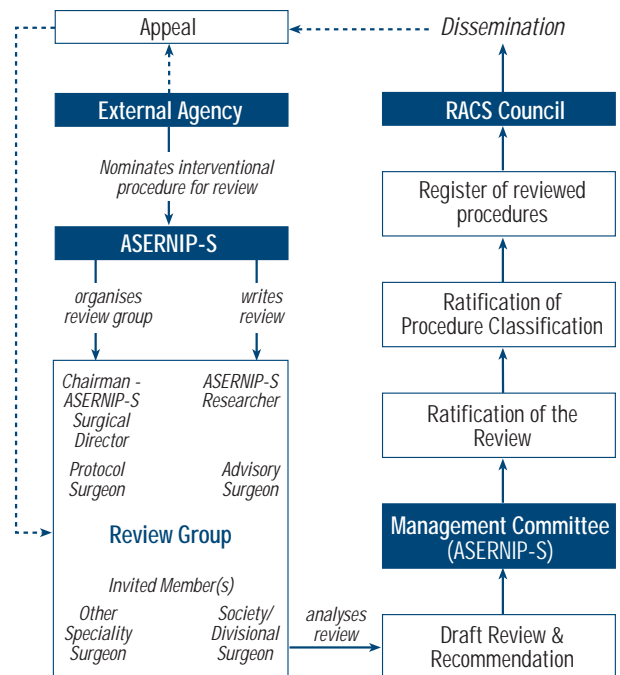 Appeal
Dissemination
External Agency
RACS Council
Nominates interventional
procedure for review
Register of reviewed
procedures
ASERNIP-S
organises
review group
writes
review
Ratification of
Procedure Classification
Chairman -
ASERNIP-S
Surgical
Director
ASERNIP-S
Researcher
Ratification of the
Review
Protocol
Surgeon
Advisory
Surgeon
Review Group
Management Committee
(ASERNIP-S)
Invited Member(s)
Other
Speciality
Surgeon
Society/
Divisional
Surgeon
analyses
review
Draft Review &
Recommendation